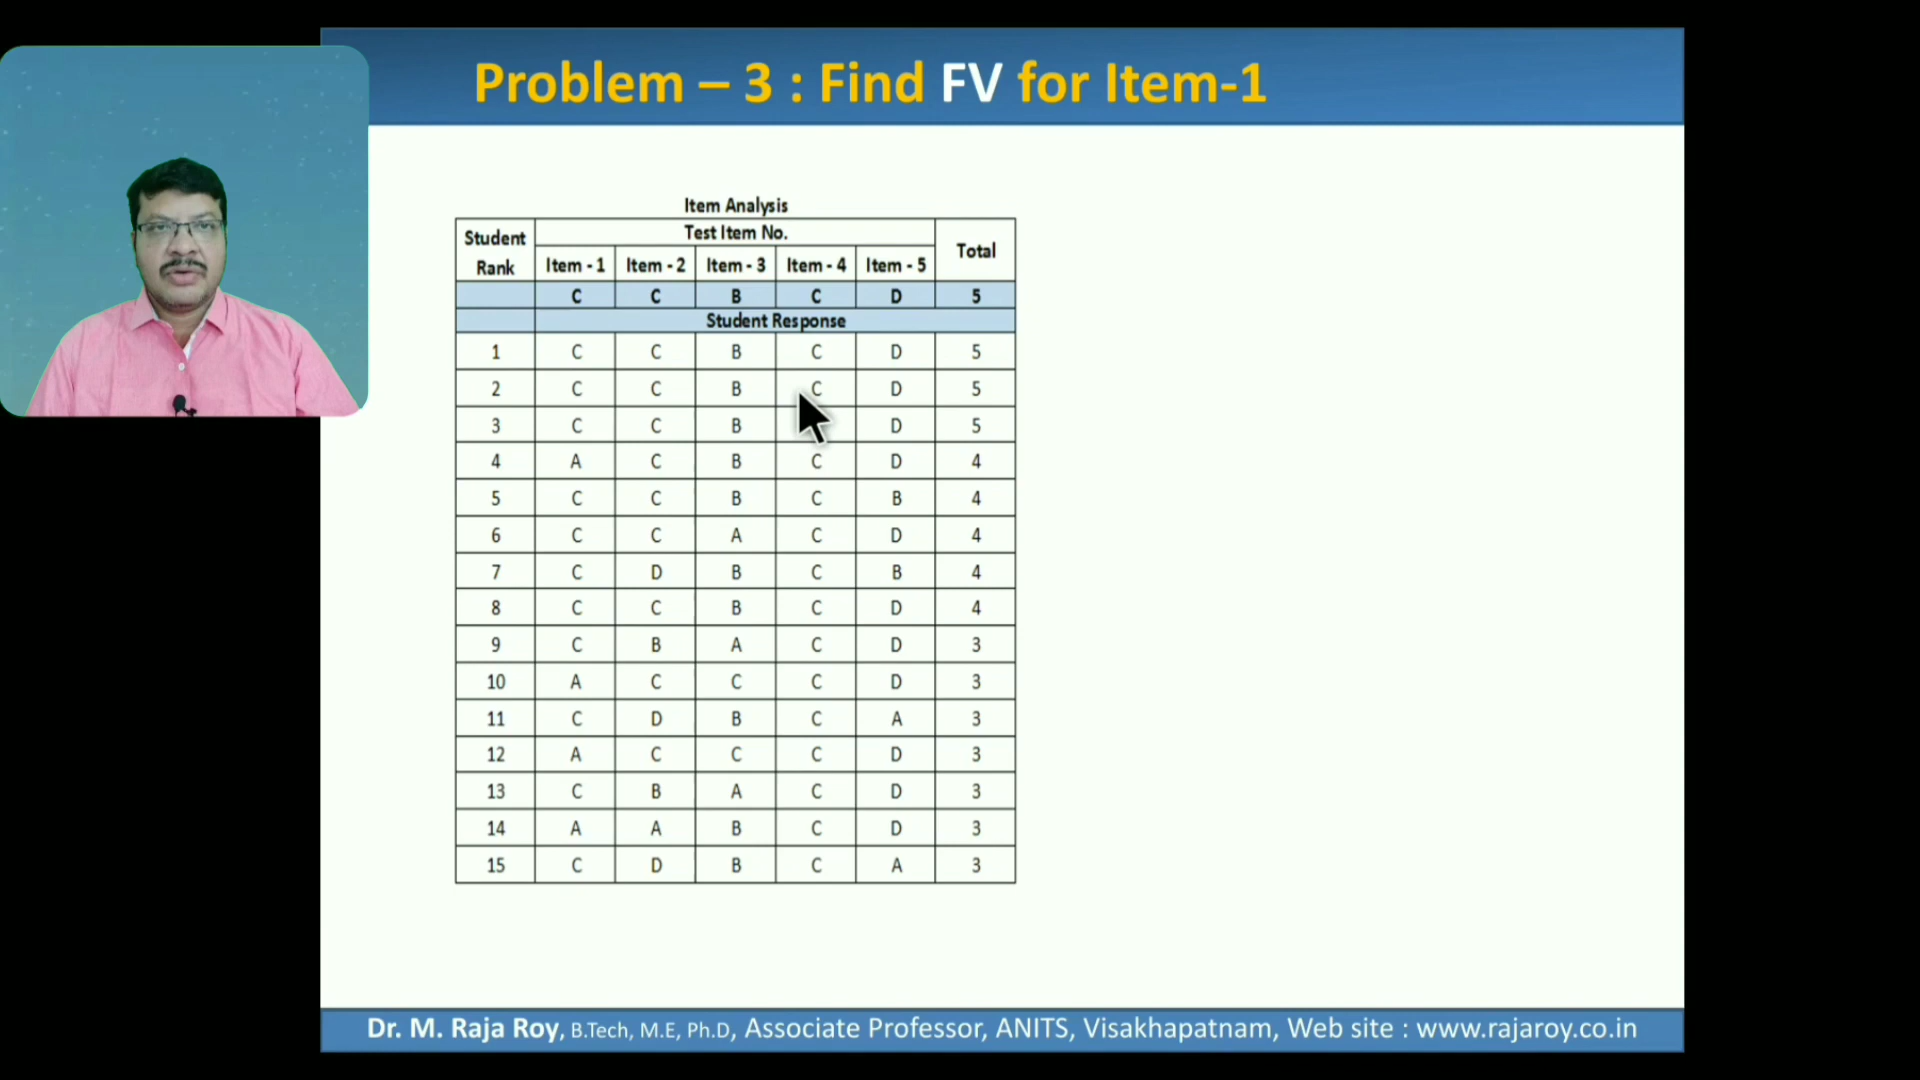 Problem – 3 : Find FV for Item-1
Item Analysis
Student Rank Test Item No. Total
Item - 1 Item - 2 Item - 3 Item - 4 Item - 5
C C B C D 5
Student Response
1 C C B C D 5
2 C C B C D 5
3 C C B D 5
4 A C B C D 4
5 C C B C B 4
6 C C A C D 4
7 C D B C B 4
8 C C B C D 4
9 C B A C D 3
10 A C C C D 3
11 C D B C A 3
12 A C C C D 3
13 C B A C D 3
14 A A B C D 3
15 C D B C A 3
Dr. M. Raja Roy, B.Tech, M.E, Ph.D, Associate Professor, ANITS, Visakhapatnam, Web site : www.rajaroy.co.in